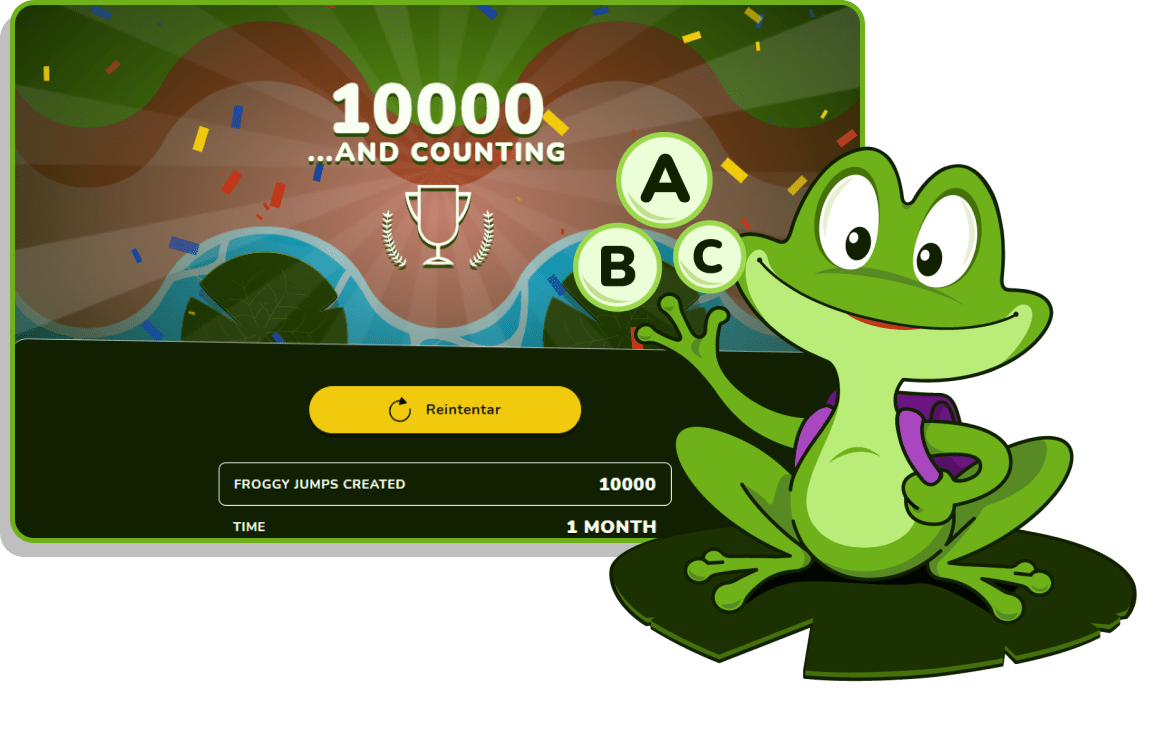 10000
...AND COUNTING
A
B
C
Reintentar
FROGGY JUMPS CREATED 10000
TIME 1 MONTH